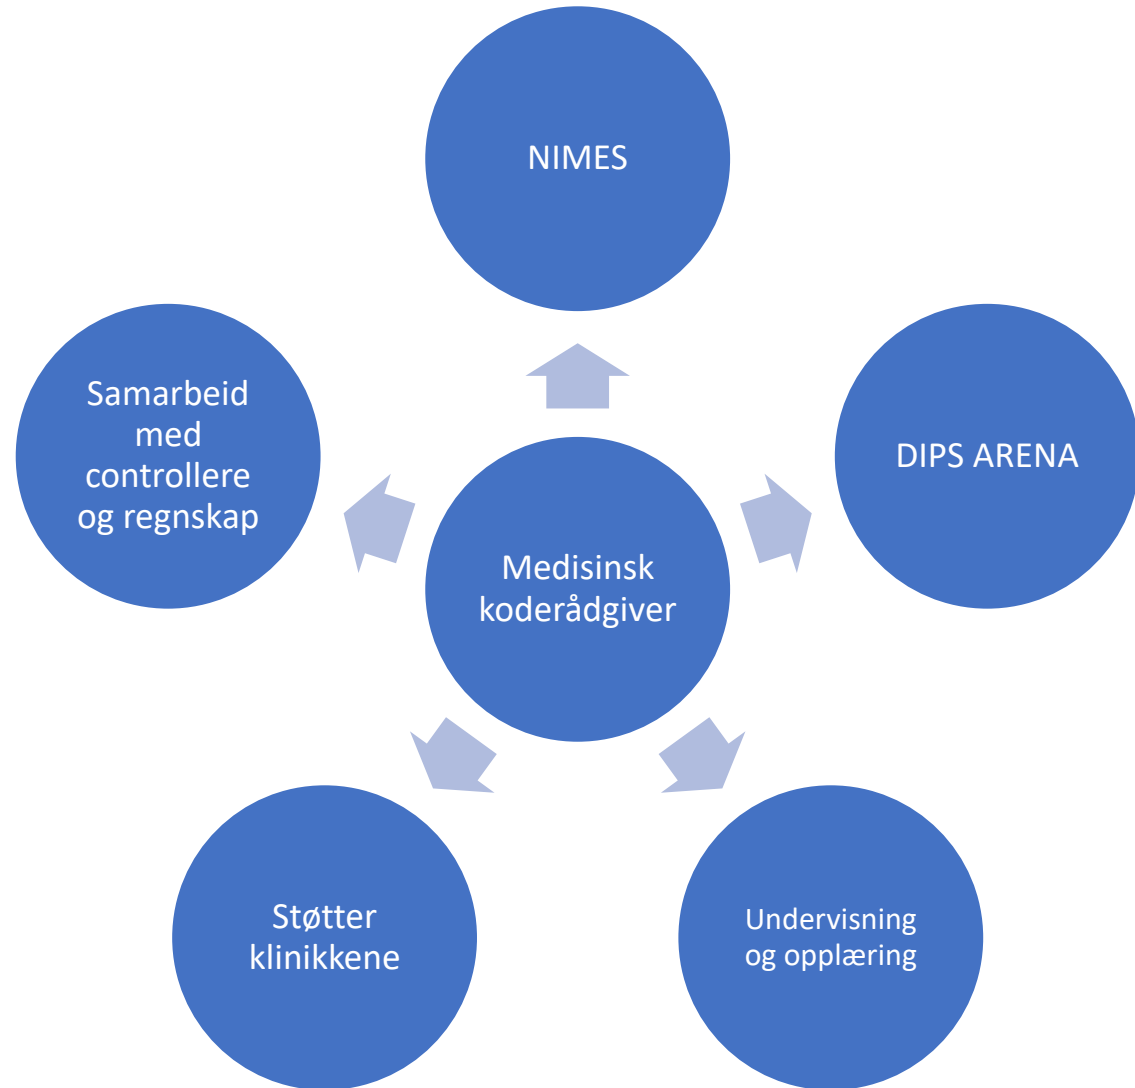 NIMES
Samarbeid
med
controllere
og regnskap
DIPS ARENA
Medisinsk
koderådgiver
Støtter
klinikkene
Undervisning
og opplæring